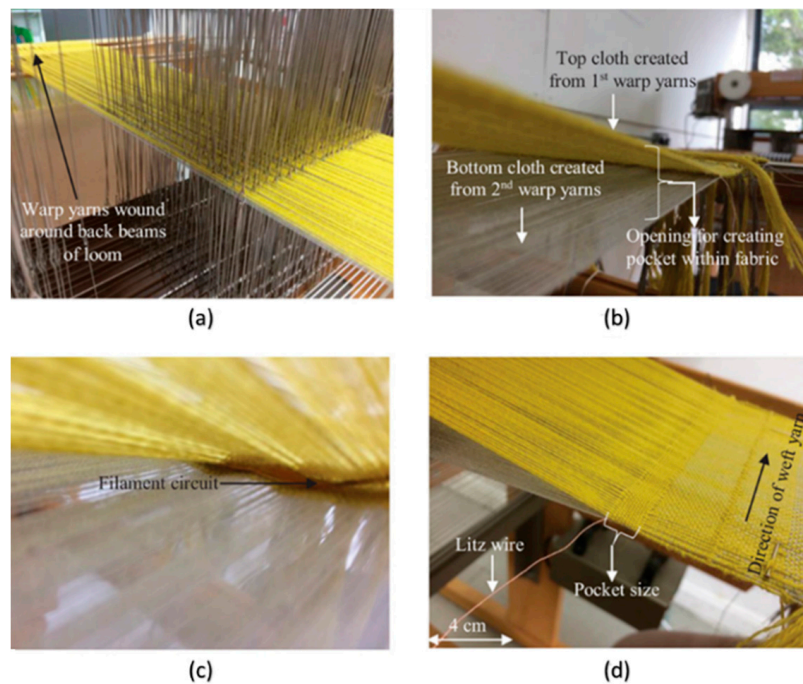 Warp yarns wound
around back beams
of loom
(a)
Top cloth created
from 1st warp yarns
Bottom cloth created
from 2nd warp yarns
Opening for creating
pocket within fabric
(b)
Filament circuit
(c)
Direction of weft yarn
Litz wire
Pocket size
4 cm
(d)